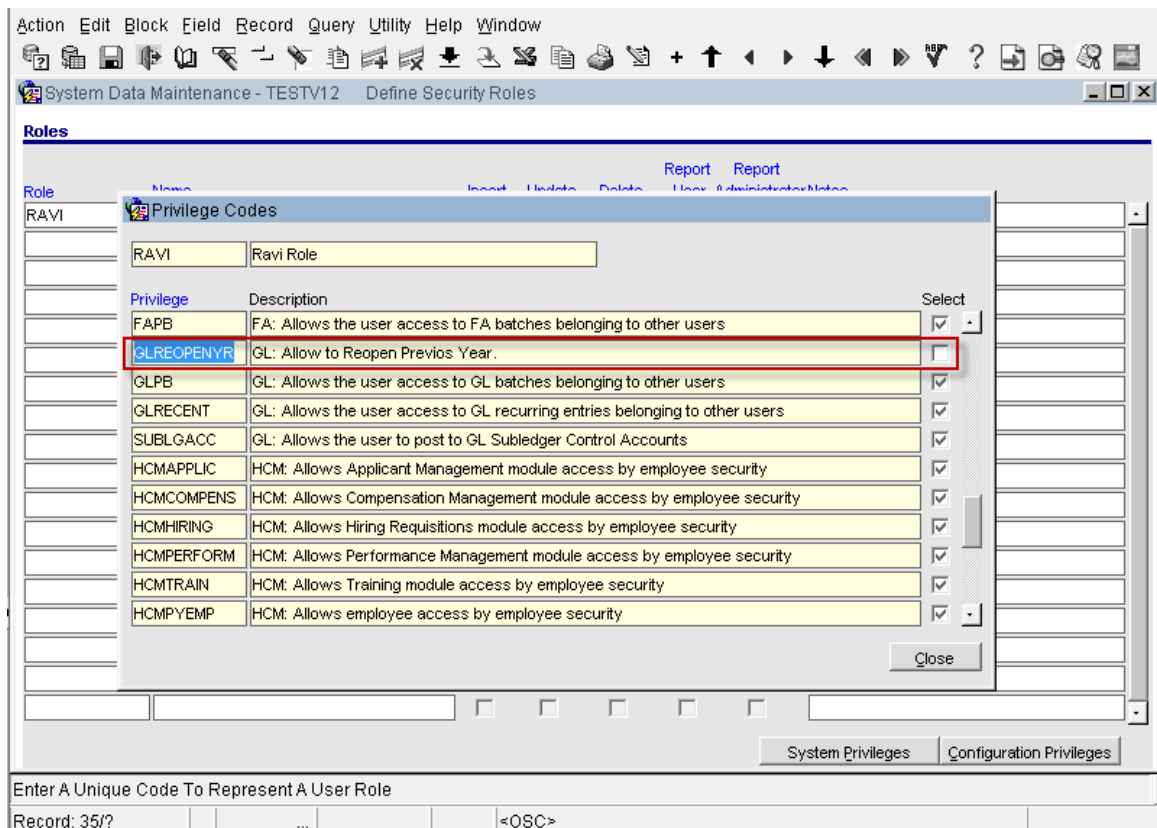 Action Edit Block Field Record Query Utility Help Window
System Data Maintenance - TESTV12 Define Security Roles
Roles
Report Report
Role Name Insert Update Delete User Administrator Notes
RAVI
Privilege Codes
RAVI Ravi Role
Privilege Description Select
FAPB FA: Allows the user access to FA batches belonging to other users
GLREOPENYR GL: Allow to Reopen Previos Year.
GLPB GL: Allows the user access to GL batches belonging to other users
GLRECENT GL: Allows the user access to GL recurring entries belonging to other users
SUBLGACC GL: Allows the user to post to GL Subledger Control Accounts
HCMAPPLIC HCM: Allows Applicant Management module access by employee security
HCMCOMPENS HCM: Allows Compensation Management module access by employee security
HCMHIRING HCM: Allows Hiring Requisitions module access by employee security
HCMPERFORM HCM: Allows Performance Management module access by employee security
HCMTRAIN HCM: Allows Training module access by employee security
HCMPYEMP HCM: Allows employee access by employee security
Close
System Privileges Configuration Privileges
Enter A Unique Code To Represent A User Role
Record: 35/? ... <OSC>